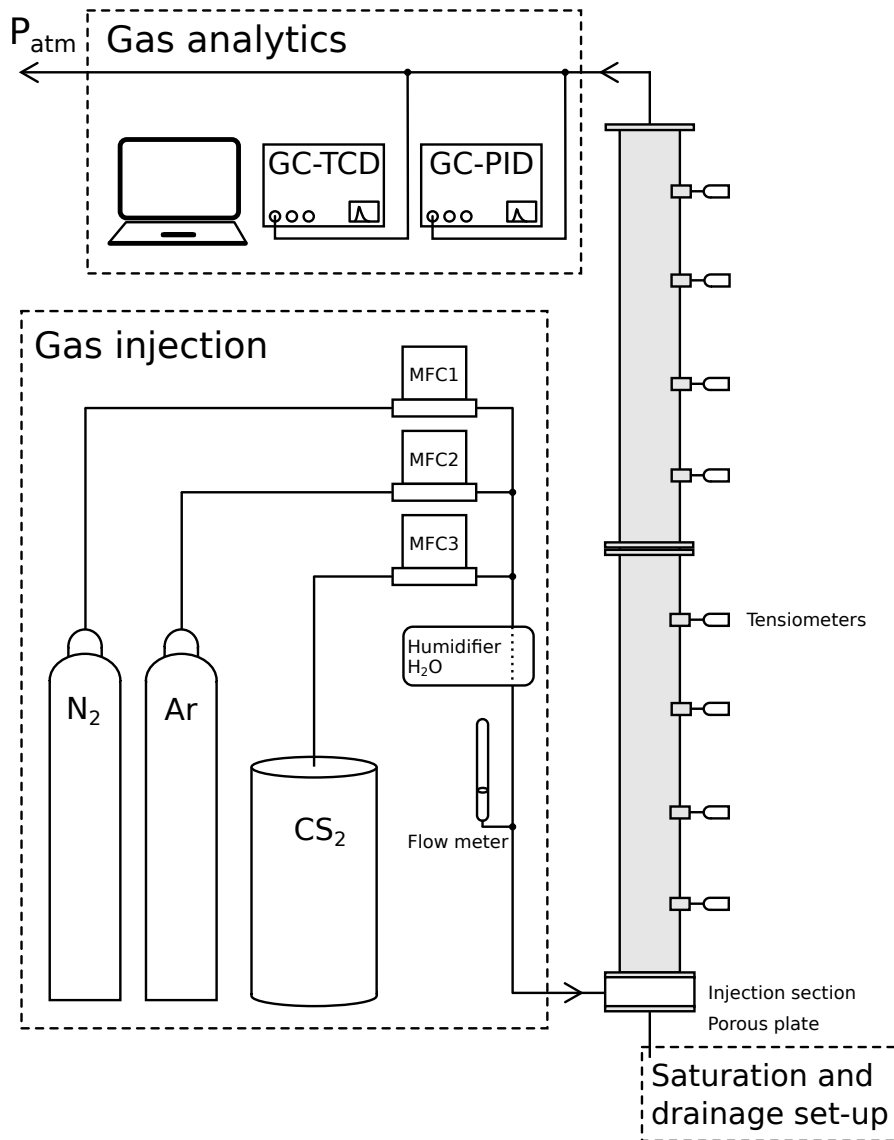 P_atm
Gas analytics
GC-TCD
GC-PID
Gas injection
MFC1
MFC2
MFC3
Humidifier
H₂O
Tensiometers
N₂
Ar
CS₂
Flow meter
Injection section
Porous plate
Saturation and
drainage set-up